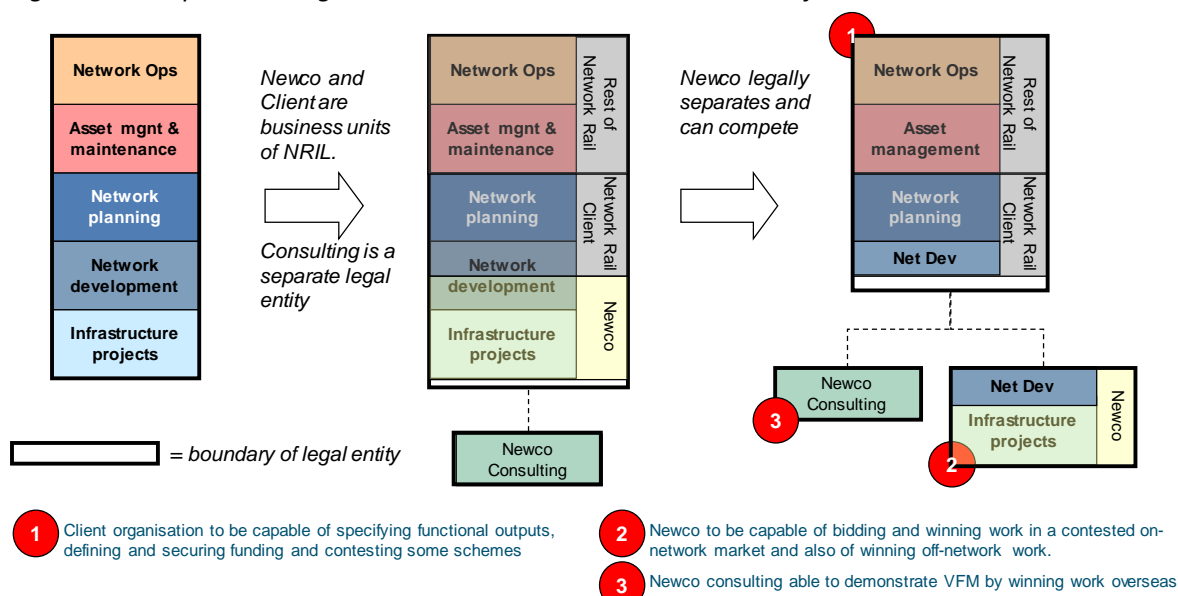 Network Ops
Asset mgnt &
maintenance
Network
planning
Network
development
Infrastructure
projects
Newco and
Client are
business units
of NRIL.
Consulting is a
separate legal
entity
Network Ops
Asset mgnt &
maintenance
Network
planning
Network
development
Infrastructure
projects
Rest of
Network Rail
Network Rail
Client
Newco
Newco
Consulting
Newco legally
separates and
can compete
1
Network Ops
Asset
management
Network
planning
Net Dev
Rest of
Network Rail
Network Rail
Client
Newco
Consulting
3
Net Dev
Infrastructure
projects
Newco
2
= boundary of legal entity
1
Client organisation to be capable of specifying functional outputs,
defining and securing funding and contesting some schemes
2
Newco to be capable of bidding and winning work in a contested on-
network market and also of winning off-network work.
3
Newco consulting able to demonstrate VFM by winning work overseas